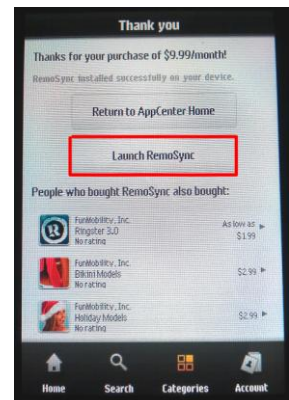 Thank you
Thanks for your purchase of $9.99/month!
RemoSync installed successfully on your device.
Return to AppCenter Home
Launch RemoSync
People who bought RemoSync also bought:
FunMobility, Inc.
Ringster 3.0
No rating
As low as
$1.99
FunMobility, Inc.
Bikini Models
No rating
$2.99
FunMobility, Inc.
Holiday Models
No rating
$2.99
Home Search Categories Account